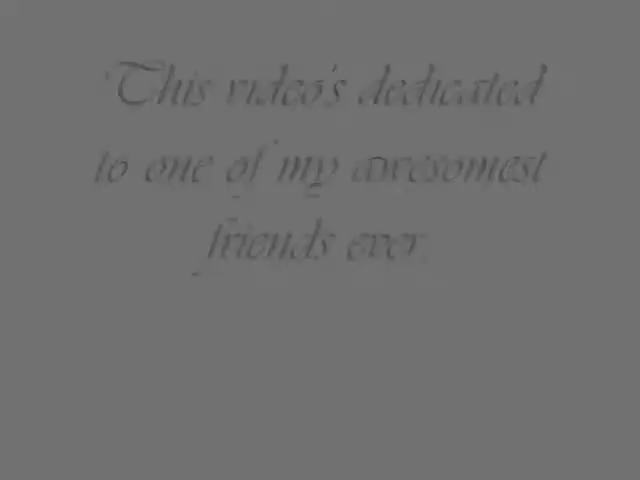 This video's dedicated
to one of my awesomest
friends ever.